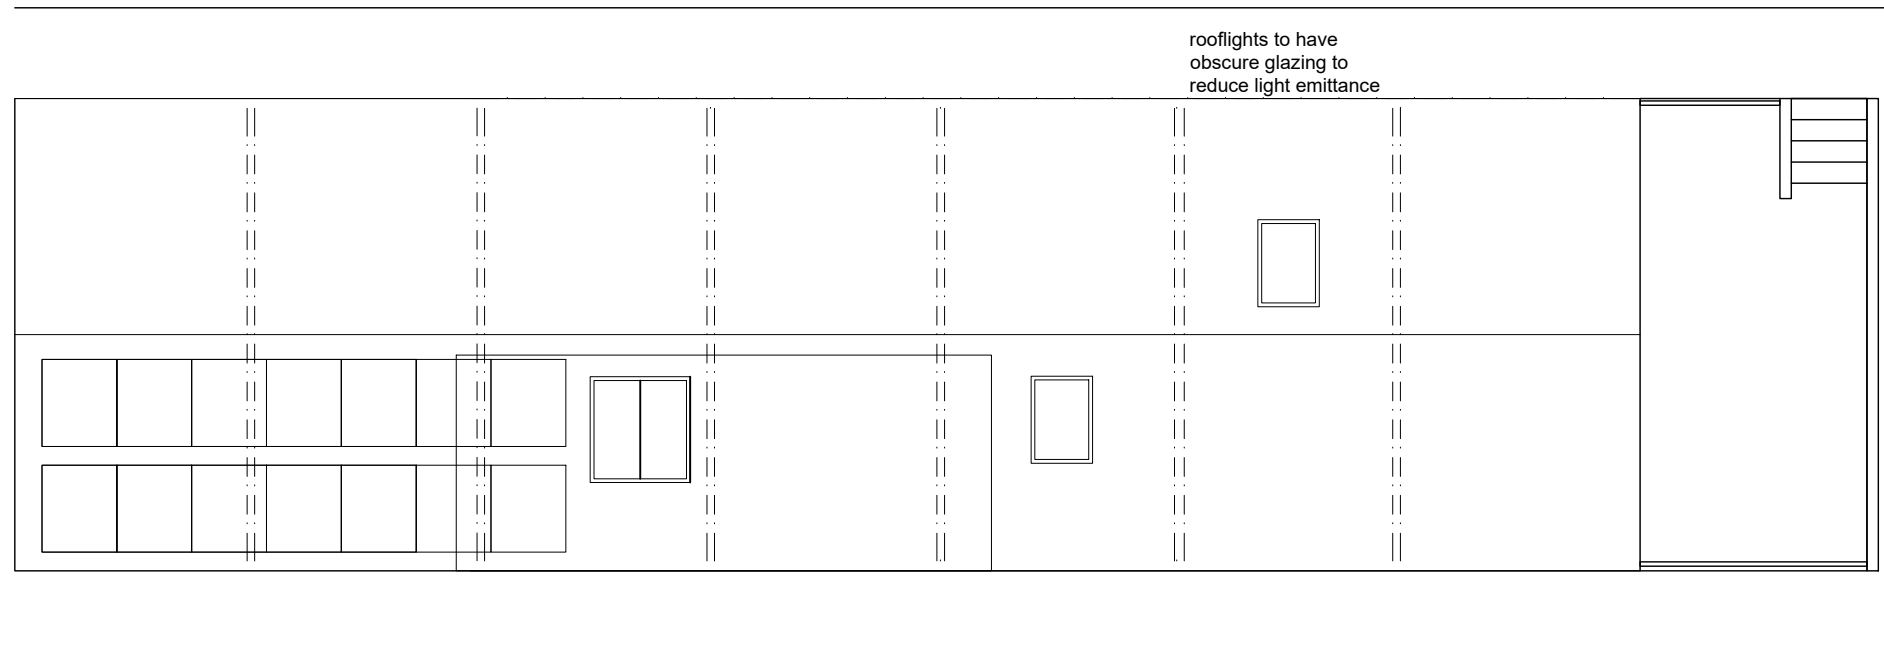 rooflights to have
obscure glazing to
reduce light emittance